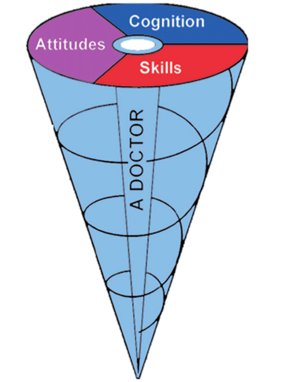 Cognition
Attitudes
Skills
A DOCTOR